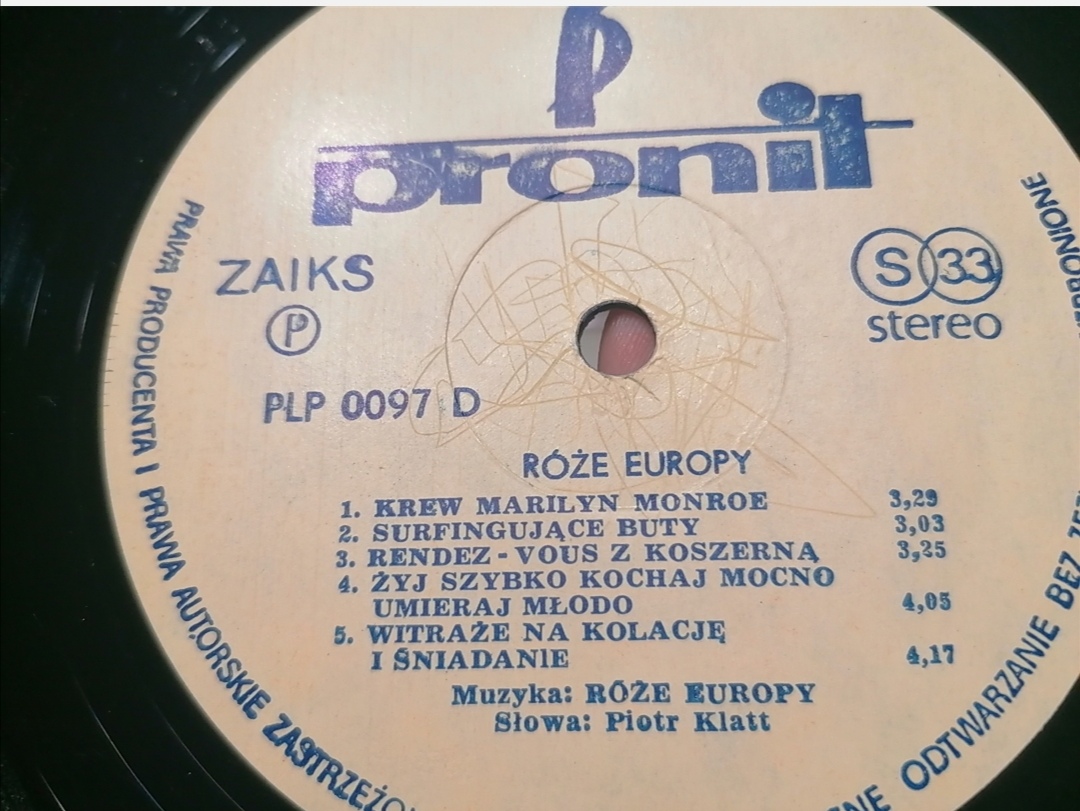 pronit
ZAIKS
P
S 33
stereo
PLP 0097 D
RÓŻE EUROPY
1. KREW MARILYN MONROE 3,29
2. SURFINGUJĄCE BUTY 3,03
3. RENDEZ-VOUS Z KOSZERNĄ 3,25
4. ŻYJ SZYBKO KOCHAJ MOCNO
UMIERAJ MŁODO 4,05
5. WITRAŻE NA KOLACJĘ
I ŚNIADANIE 4,17
Muzyka: RÓŻE EUROPY
Słowa: Piotr Klatt
PRAWA PRODUCENTA I PRAWA AUTORSKIE
ODTWARZANIE BEZ